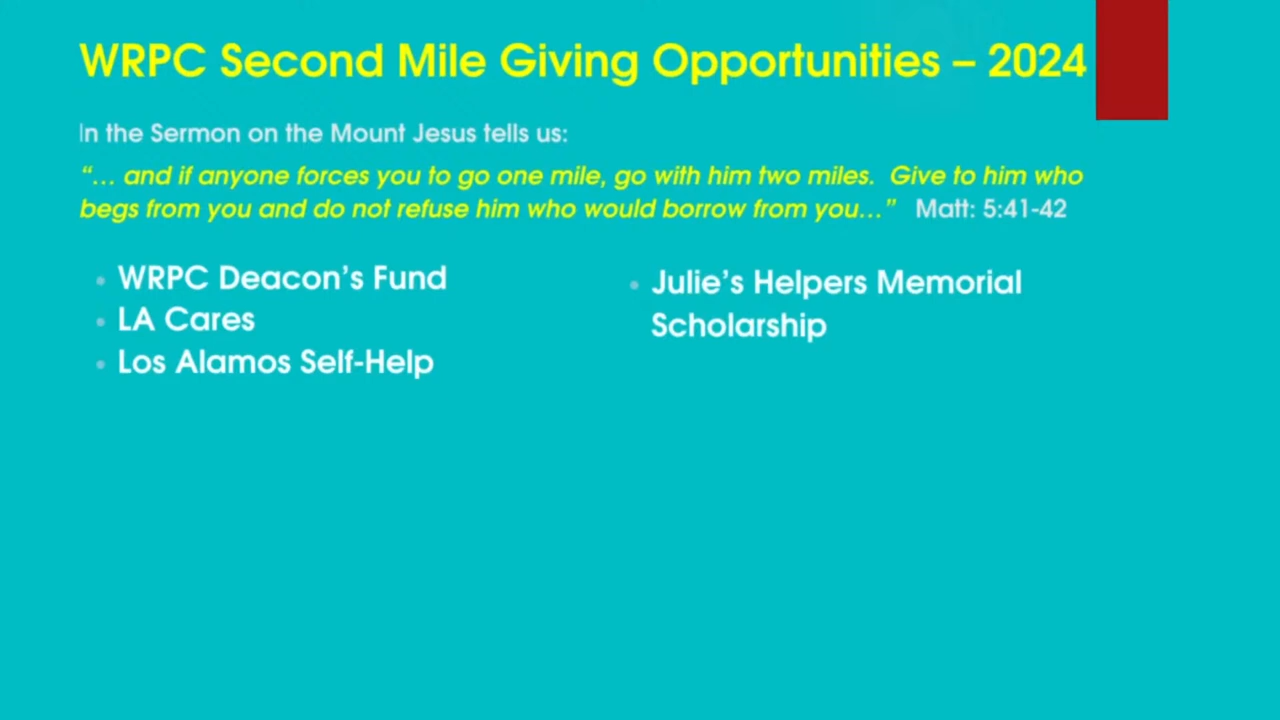 WRPC Second Mile Giving Opportunities – 2024
In the Sermon on the Mount Jesus tells us:
“… and if anyone forces you to go one mile, go with him two miles.  Give to him who
begs from you and do not refuse him who would borrow from you…”   Matt: 5:41-42
• WRPC Deacon’s Fund
• LA Cares
• Los Alamos Self-Help
• Julie’s Helpers Memorial
Scholarship